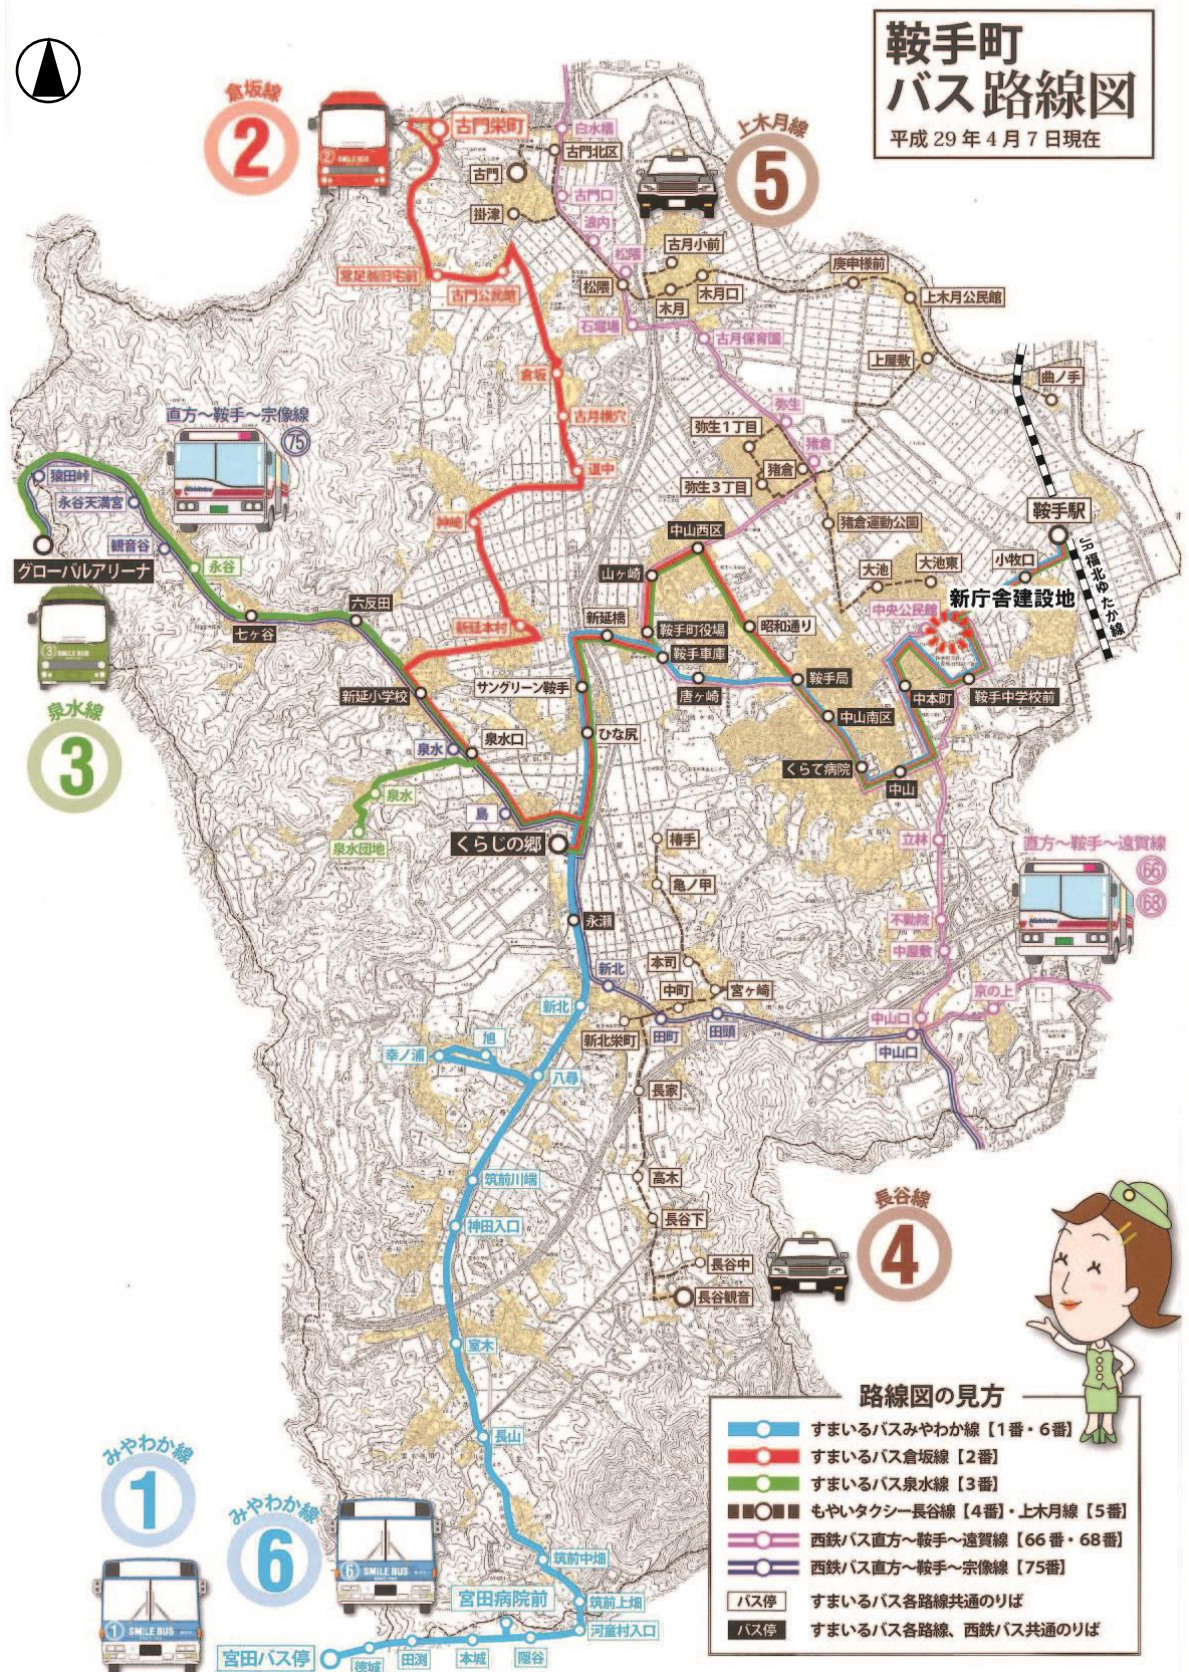 鞍手町
バス路線図
平成29年4月7日現在
倉坂線
2
SMILE BUS
古門栄町
白水橋
古門北区
古門
古門口
掛津
浪内
上木月線
5
古月小前
松隈
松隈
木月
木月口
庚申様前
上木月公民館
常足翁旧宅前
古門公民館
石堀場
古月保育園
上屋敷
曲ノ手
倉坂
古月横穴
弥生
弥生1丁目
猪倉
猪倉
弥生3丁目
道中
直方～鞍手～宗像線
75
Nishitetsu
猿田峠
永谷天満宮
観音谷
永谷
グローバルアリーナ
七ヶ谷
六反田
神崎
新延本村
新延小学校
猪倉運動公園
鞍手駅
JR福北ゆたか線
中山西区
山ヶ崎
大池
大池東
小牧口
中央公民館
新庁舎建設地
新延橋
鞍手町役場
昭和通り
鞍手車庫
サングリーン鞍手
唐ヶ崎
鞍手局
中本町
鞍手中学校前
中山南区
ひな尻
泉水口
泉水
くらて病院
中山
3
SMILE BUS
泉水線
3
泉水
島
泉水団地
くらじの郷
橎手
立林
直方～鞍手～遠賀線
66
68
Nishitetsu
亀ノ甲
永瀬
不動院
中屋敷
本司
新北
中町
宮ヶ崎
京の上
新北
中山口
新北栄町
田町
田頭
中山口
旭
幸ノ浦
八尋
長家
筑前川端
高木
神田入口
長谷下
長谷線
4
長谷中
長谷観音
室木
長山
路線図の見方
すまいるバスみやわか線【1番・6番】
すまいるバス倉坂線【2番】
すまいるバス泉水線【3番】
もやいタクシー長谷線【4番】・上木月線【5番】
西鉄バス直方～鞍手～遠賀線【66番・68番】
西鉄バス直方～鞍手～宗像線【75番】
バス停 すまいるバス各路線共通のりば
バス停 すまいるバス各路線、西鉄バス共通のりば
みやわか線
1
みやわか線
6
6 SMILE BUS
1 SMILE BUS
筑前中畑
宮田病院前
筑前上畑
河童村入口
宮田バス停
徳城
田渕
本城
隠谷